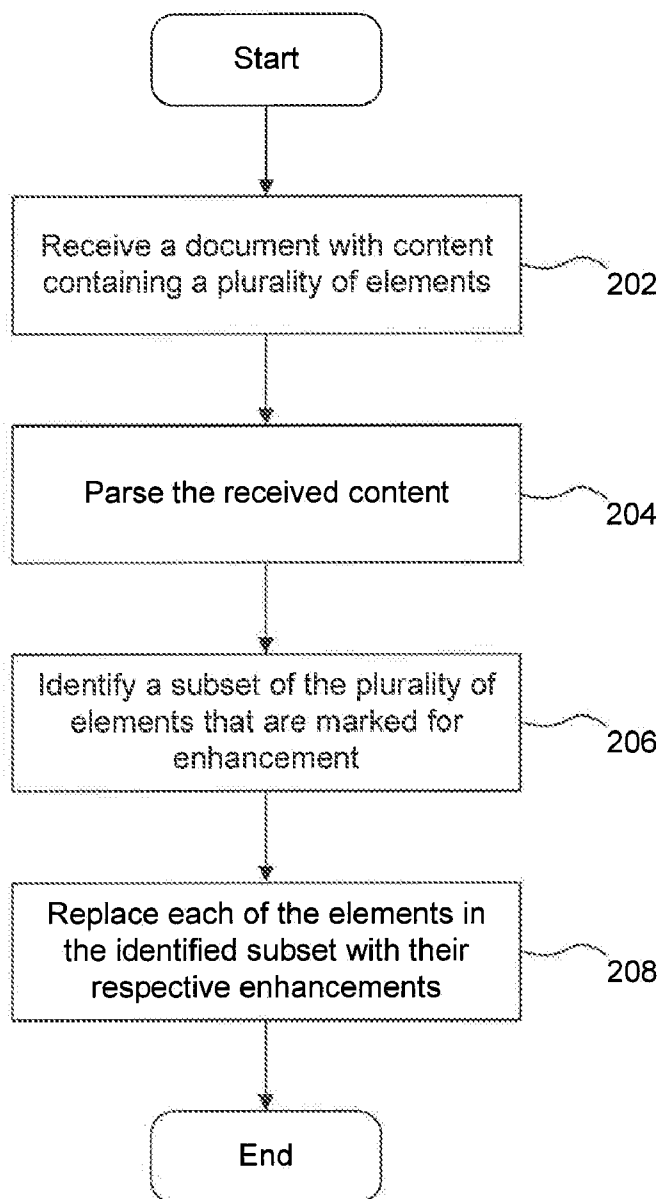 Start
Receive a document with content
containing a plurality of elements
202
Parse the received content
204
Identify a subset of the plurality of
elements that are marked for
enhancement
206
Replace each of the elements in
the identified subset with their
respective enhancements
208
End